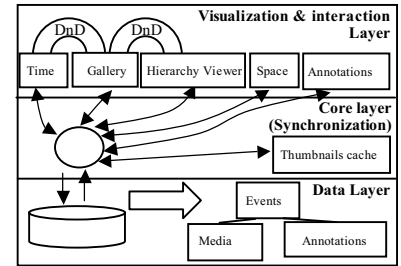 Visualization & interaction
Layer
DnD DnD
Time Gallery Hierarchy Viewer Space Annotations
Core layer
(Synchronization)
Thumbnails cache
Data Layer
Events
Media Annotations